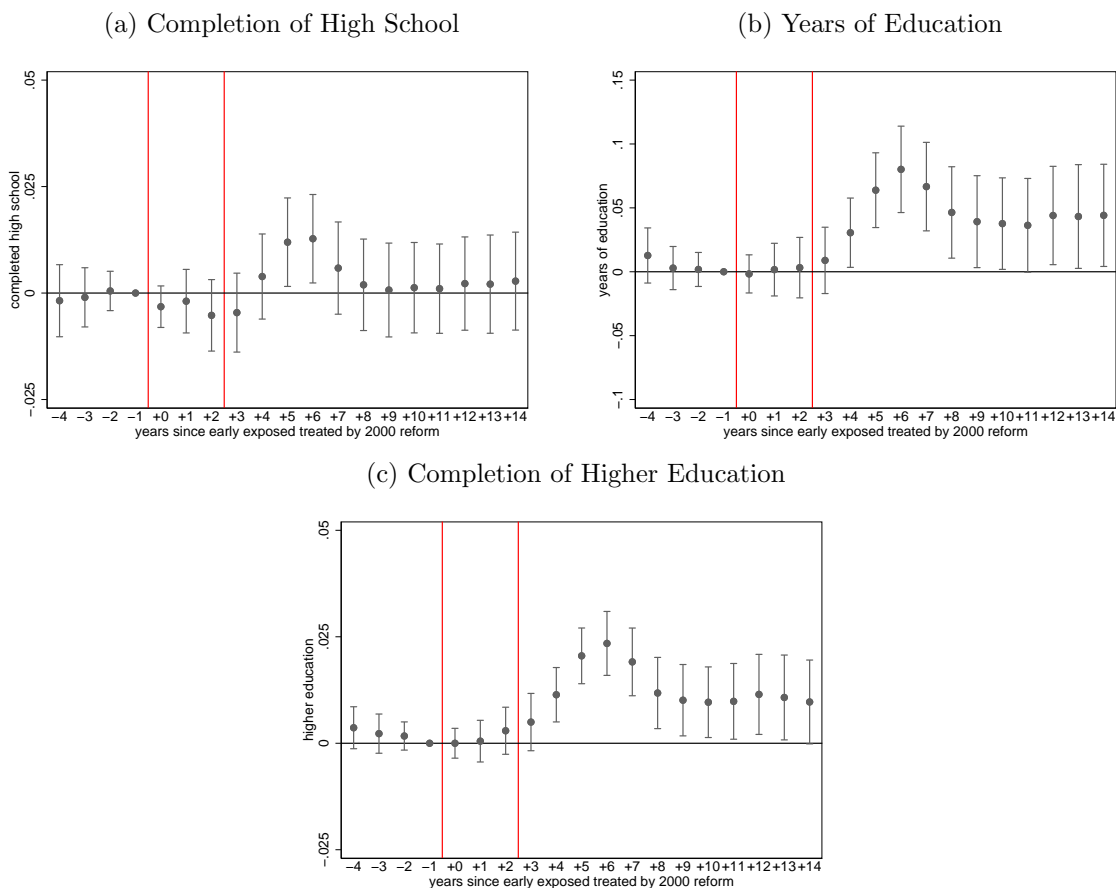 (a) Completion of High School
(b) Years of Education
.05
.025
0
−.025
completed high school
−4 −3 −2 −1 +0 +1 +2 +3 +4 +5 +6 +7 +8 +9 +10 +11 +12 +13 +14
years since early exposed treated by 2000 reform
.15
.1
.05
0
−.05
−.1
years of education
−4 −3 −2 −1 +0 +1 +2 +3 +4 +5 +6 +7 +8 +9 +10 +11 +12 +13 +14
years since early exposed treated by 2000 reform
(c) Completion of Higher Education
.05
.025
0
−.025
higher education
−4 −3 −2 −1 +0 +1 +2 +3 +4 +5 +6 +7 +8 +9 +10 +11 +12 +13 +14
years since early exposed treated by 2000 reform